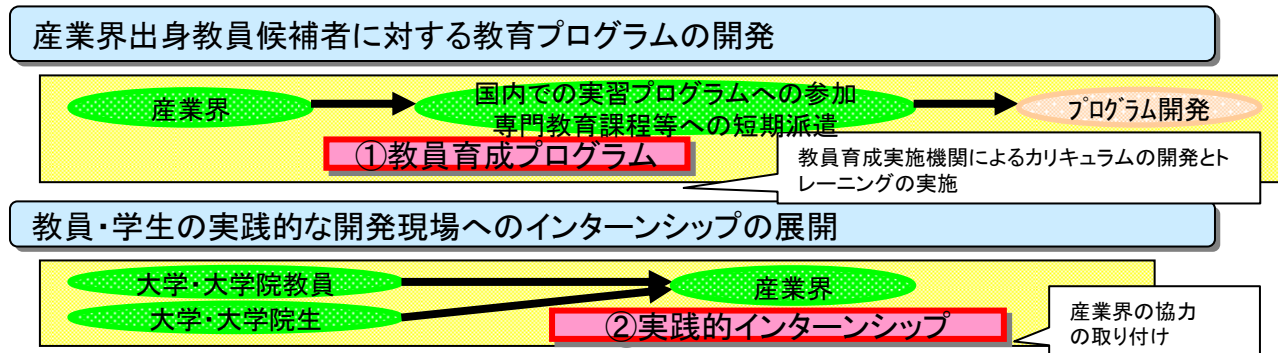 産業界出身教員候補者に対する教育プログラムの開発
産業界
国内での実習プログラムへの参加
専門教育課程等への短期派遣
プログラム開発
①教員育成プログラム
教員育成実施機関によるカリキュラムの開発とト
レーニングの実施
教員・学生の実践的な開発現場へのインターンシップの展開
大学・大学院教員
大学・大学院生
産業界
②実践的インターンシップ
産業界の協力
の取り付け